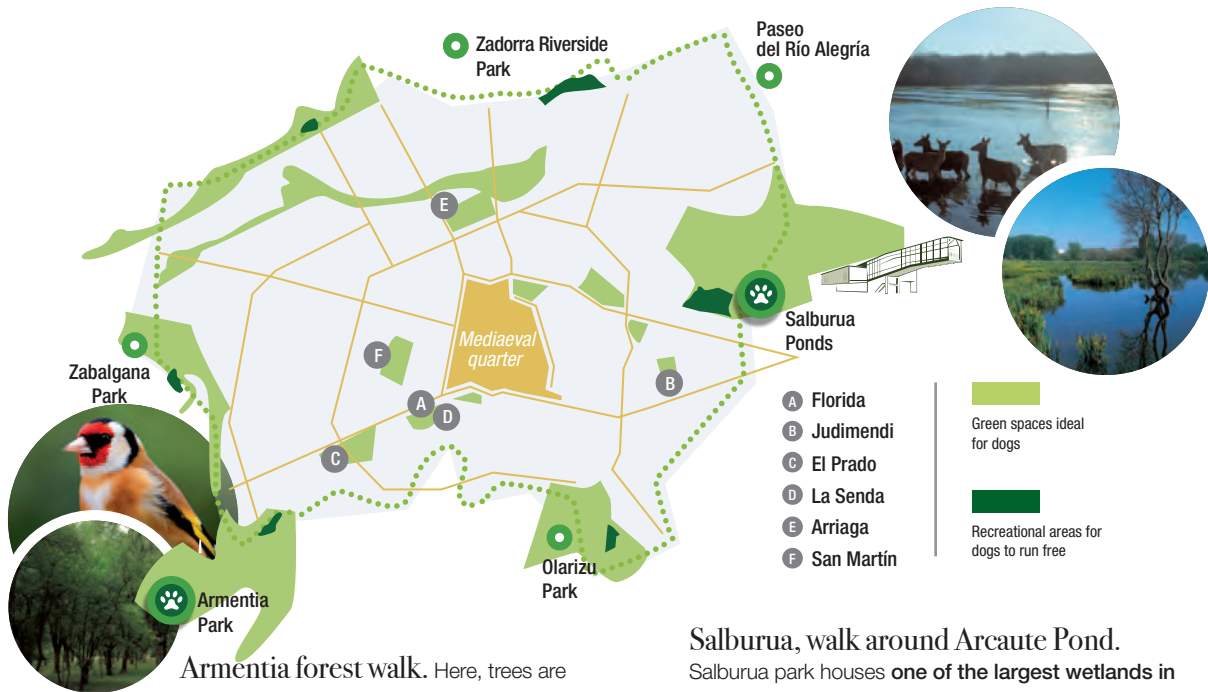 Zadorra Riverside
Park
Paseo
del Río Alegría
E
Mediaeval
quarter
Salburua
Ponds
F
Zabalgana
Park
B
A
D
C
A Florida
B Judimendi
C El Prado
D La Senda
E Arriaga
F San Martín
Green spaces ideal
for dogs
Recreational areas for
dogs to run free
Olarizu
Park
Armentia
Park
Armentia forest walk. Here, trees are
Salburua, walk around Arcaute Pond.
Salburua park houses one of the largest wetlands in